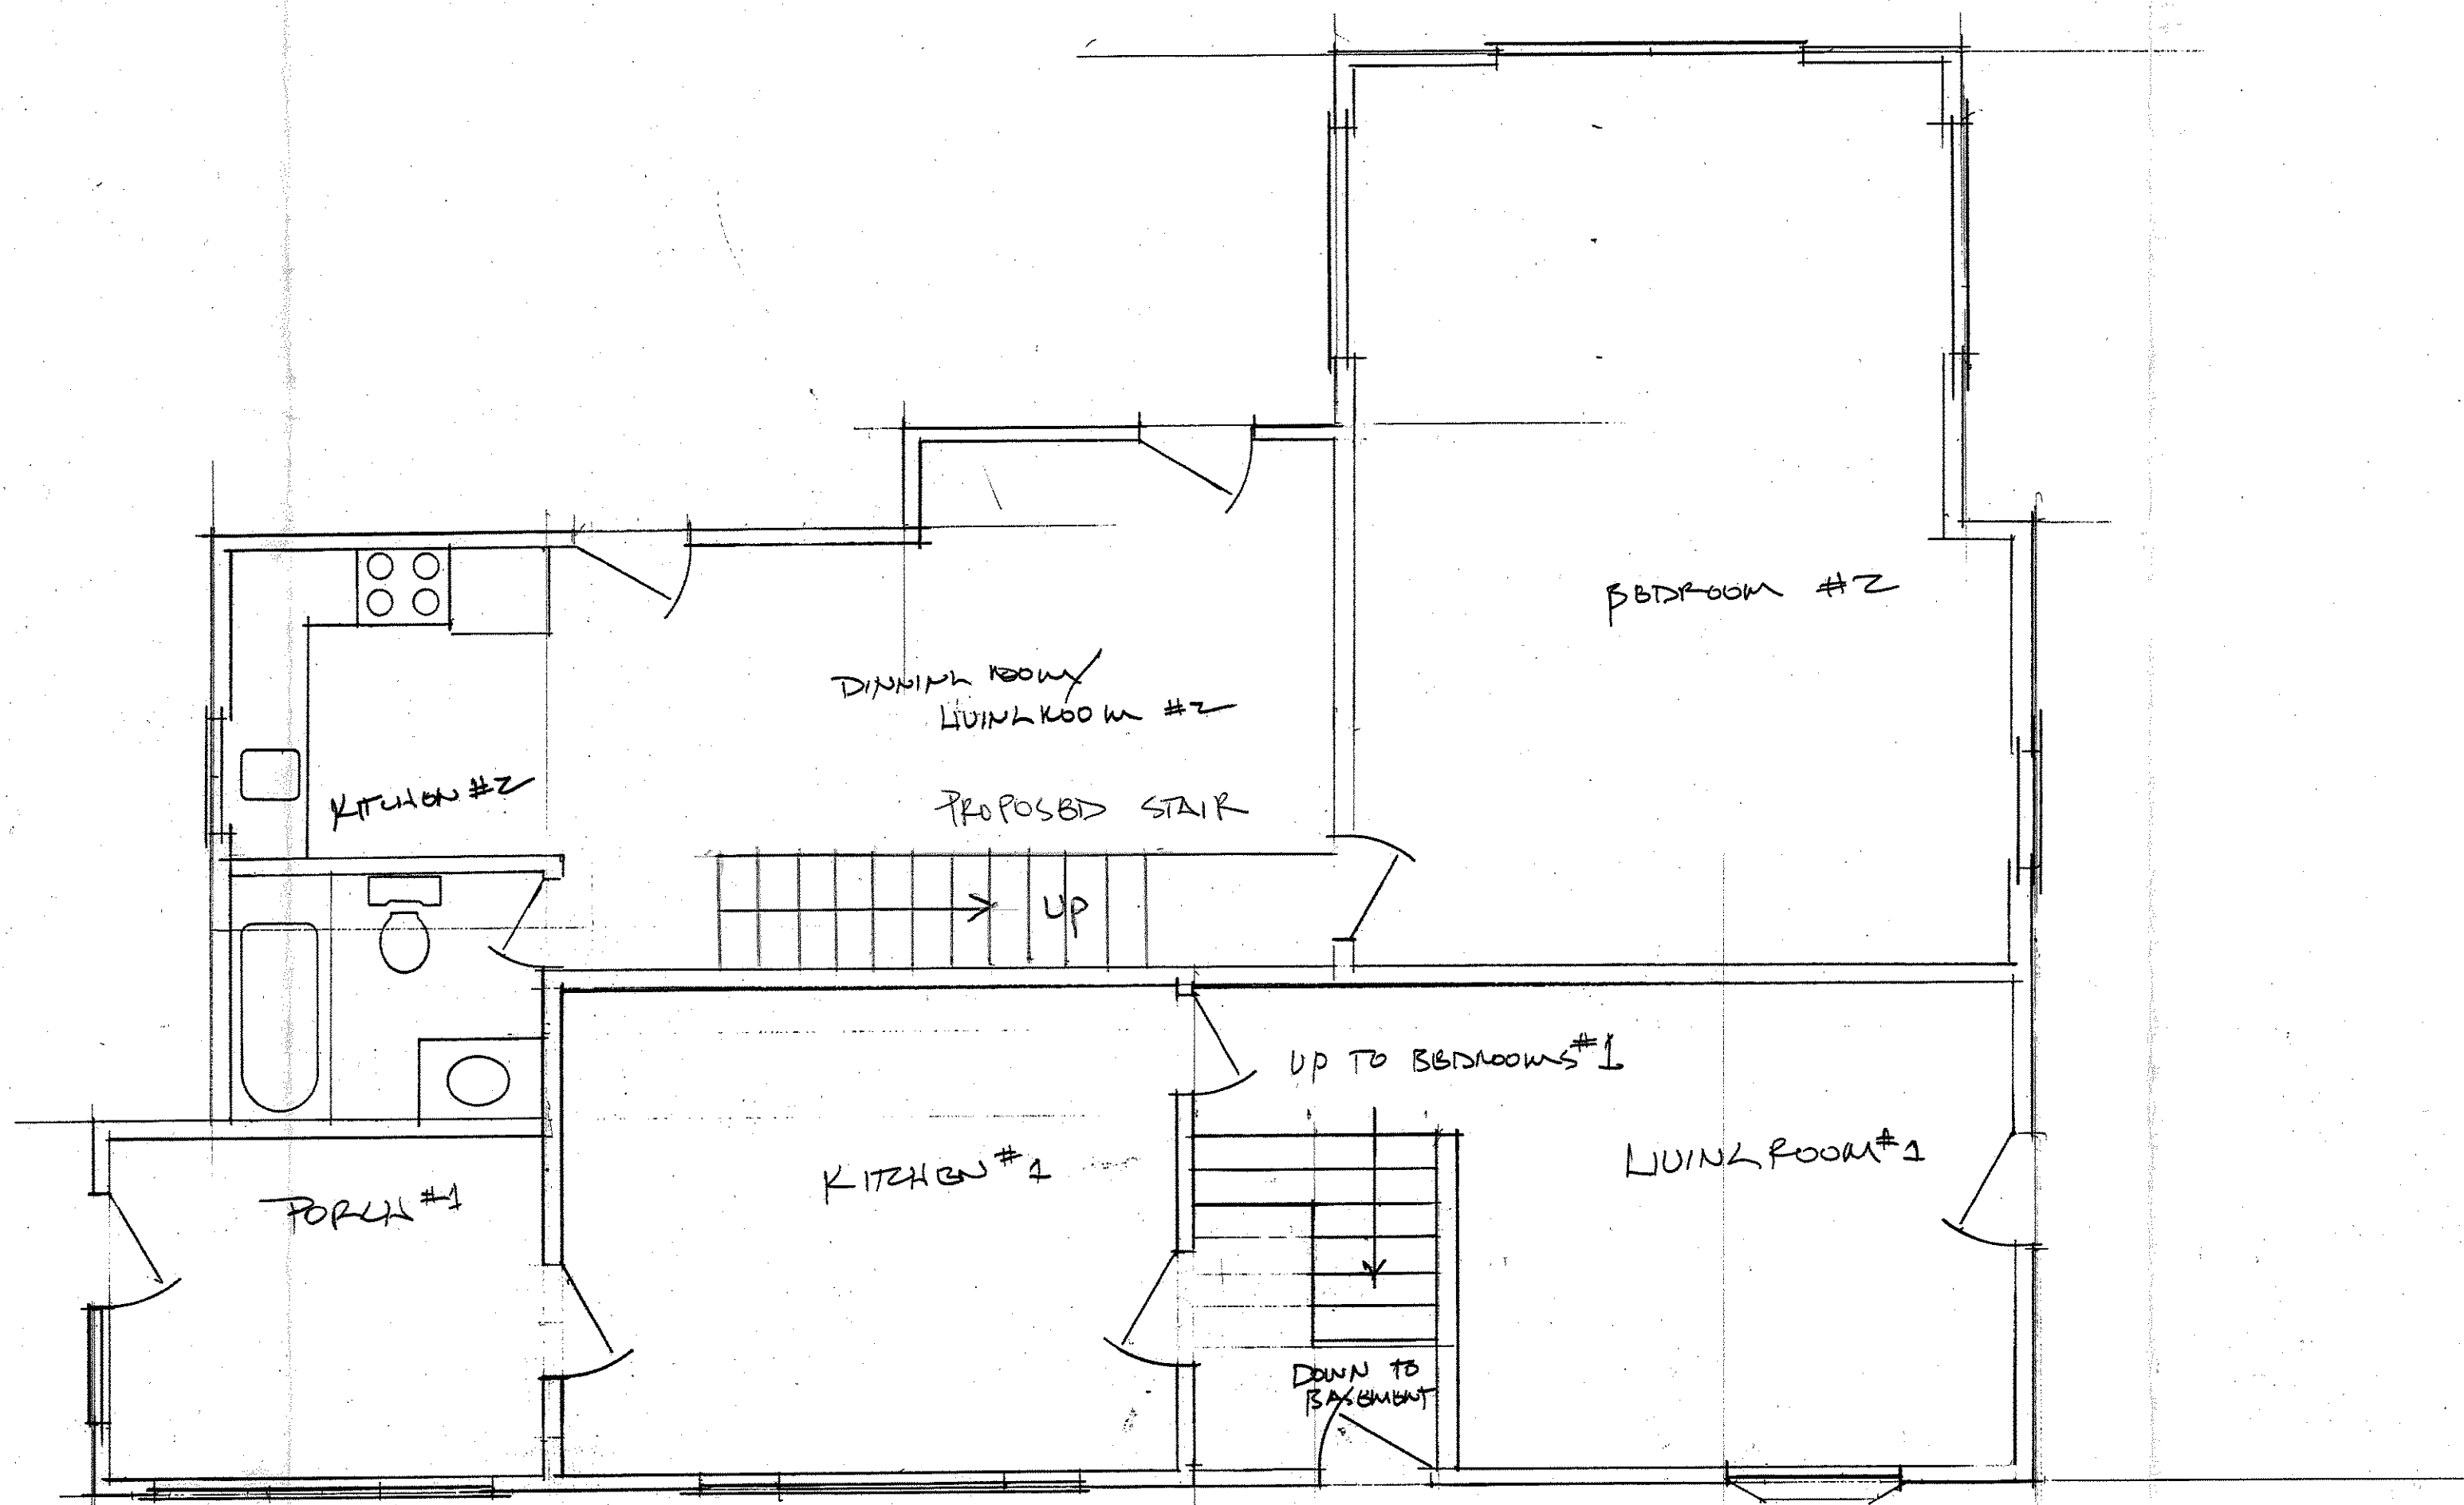 BEDROOM #2
DINNING ROOM/
LIVING ROOM #2
KITCHEN #2
PROPOSED STAIR
UP
UP TO BEDROOMS #1
LIVING ROOM #1
KITCHEN #1
PORCH #1
DOWN TO
BASEMENT